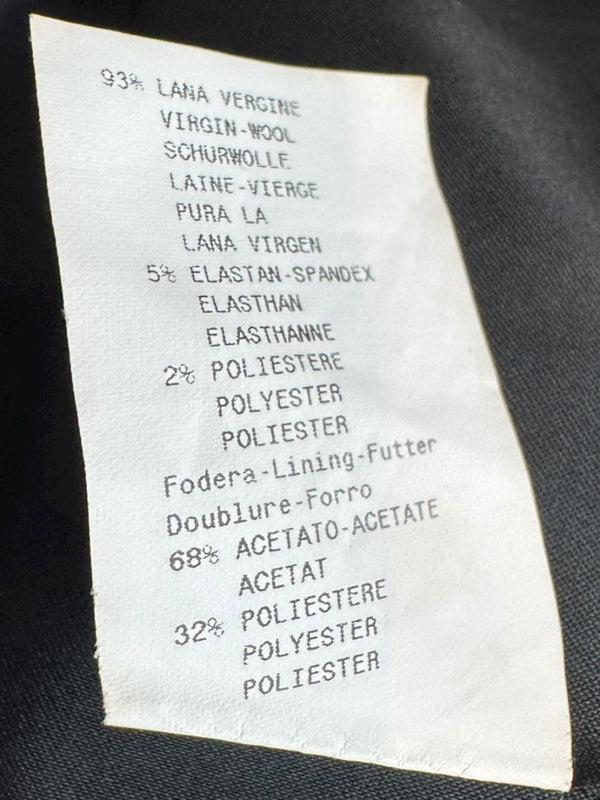 93% LANA VERGINE
VIRGIN-WOOL
SCHURWOLLE
LAINE-VIERGE
PURA LA
LANA VIRGEN
5% ELASTAN-SPANDEX
ELASTHAN
ELASTHANNE
2% POLIESTERE
POLYESTER
POLIESTER
Fodera-Lining-Futter
Doublure-Forro
68% ACETATO-ACETATE
ACETAT
32% POLIESTERE
POLYESTER
POLIESTER